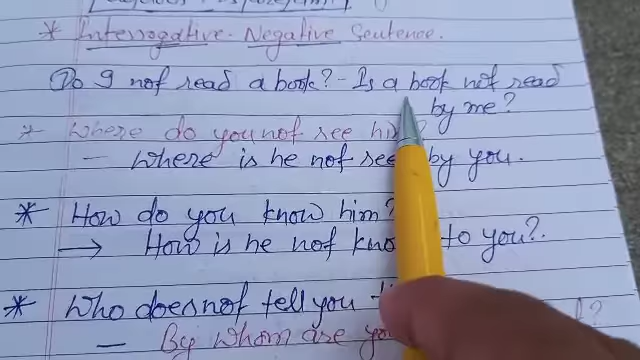 * Interrogative-Negative Sentence.
① Do I not read a book? - Is a book not read
by me?
* Where do you not see him?
- Where is he not see by you.
* How do you know him?
→ How is he not know to you?
* Who does not tell you
- By whom are you